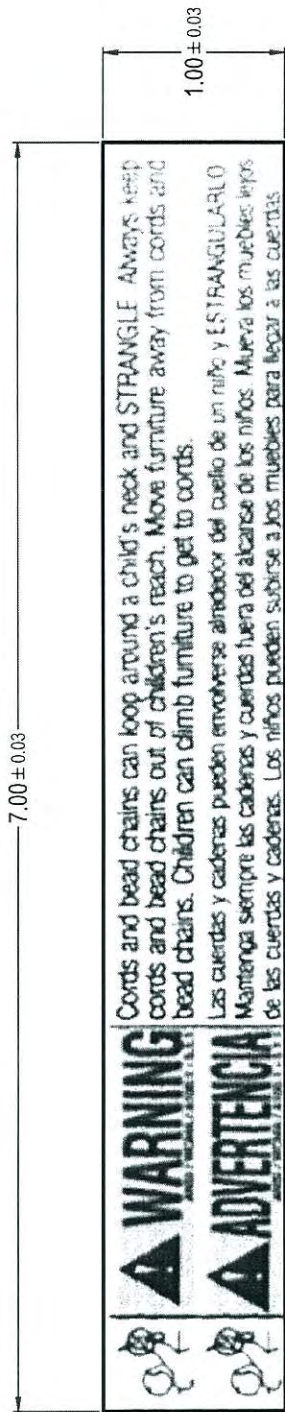 7.00 ± 0.03
1.00 ± 0.03
WARNING
Cords and bead chains can loop around a child's neck and STRANGLE. Always keep
cords and bead chains out of children's reach. Move furniture away from cords and
bead chains. Children can climb furniture to get to cords.
ADVERTENCIA
Las cuerdas y cadenas pueden envolverse alrededor del cuello de un niño y ESTRANGULARLO
Mantenga siempre las cadenas y cuerdas fuera del alcance de los niños. Mueva los muebles lejos
de las cuerdas y cadenas. Los niños pueden subirse a los muebles para llegar a las cuerdas